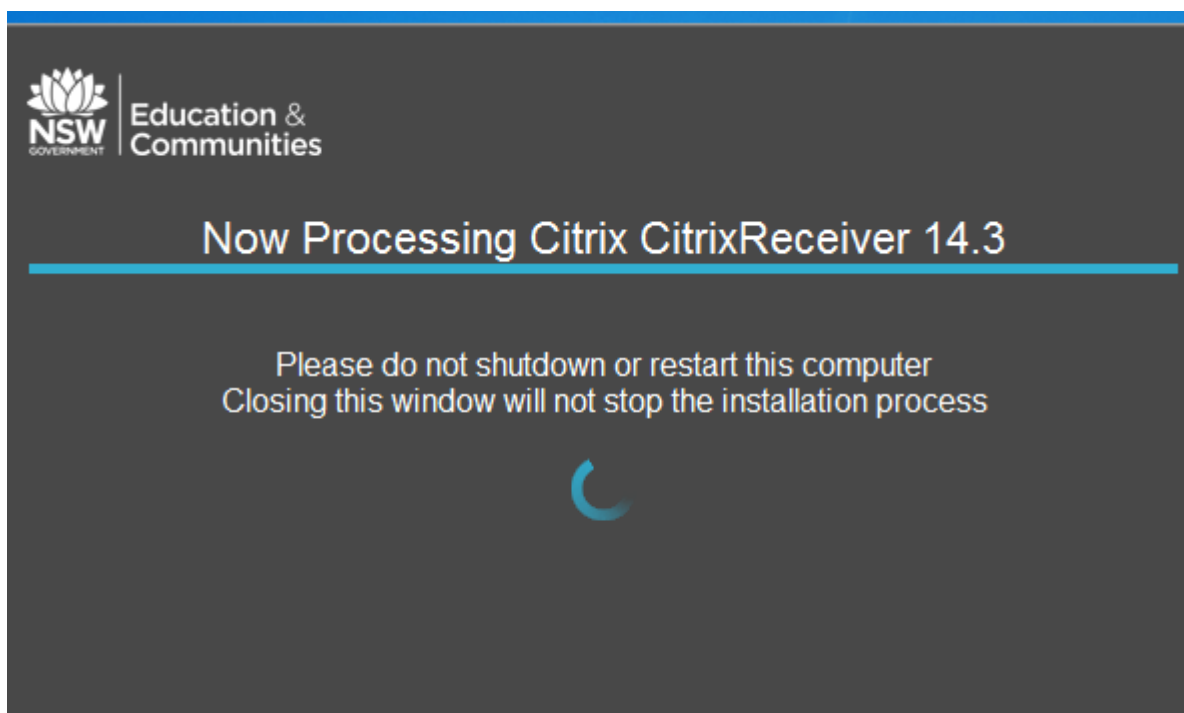 NSW
GOVERNMENT
Education &
Communities
Now Processing Citrix CitrixReceiver 14.3
Please do not shutdown or restart this computer
Closing this window will not stop the installation process